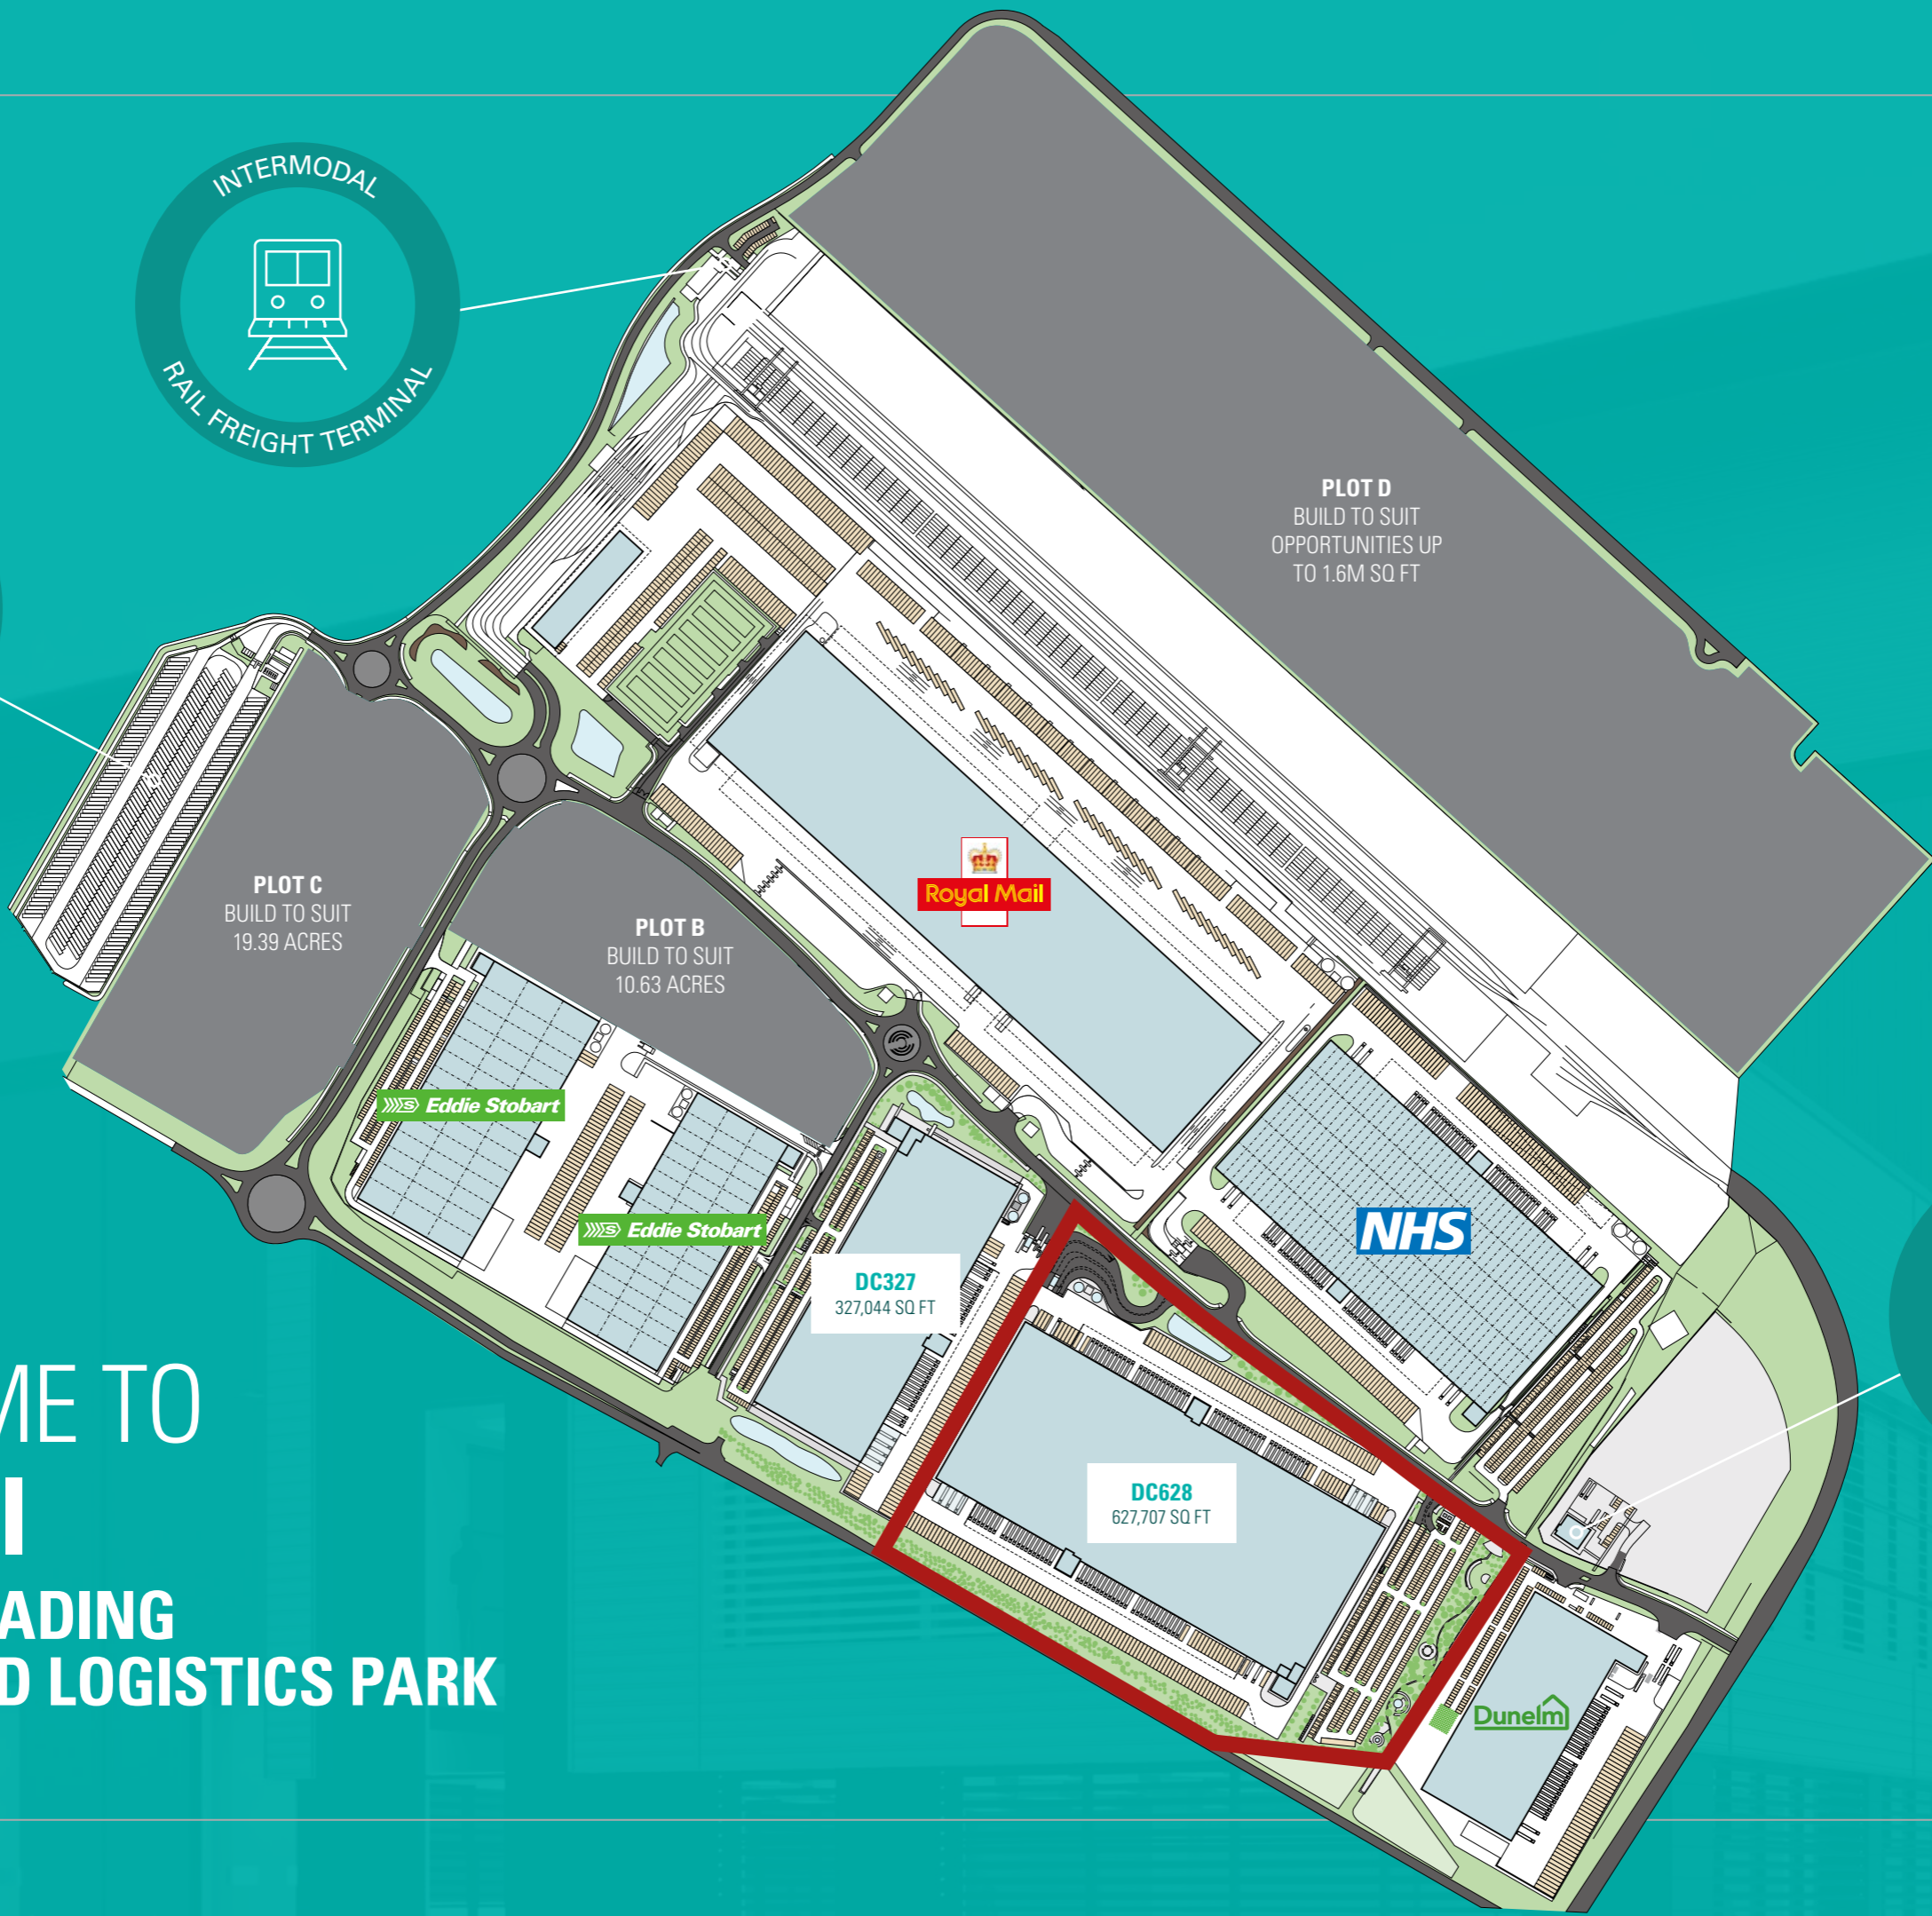 INTERMODAL
RAIL FREIGHT TERMINAL
PLOT D
BUILD TO SUIT
OPPORTUNITIES UP
TO 1.6M SQ FT
PLOT C
BUILD TO SUIT
19.39 ACRES
PLOT B
BUILD TO SUIT
10.63 ACRES
Royal Mail
Eddie Stobart
Eddie Stobart
NHS
DC327
327,044 SQ FT
DC628
627,707 SQ FT
Dunelm
ME TO
I
ADING
D LOGISTICS PARK